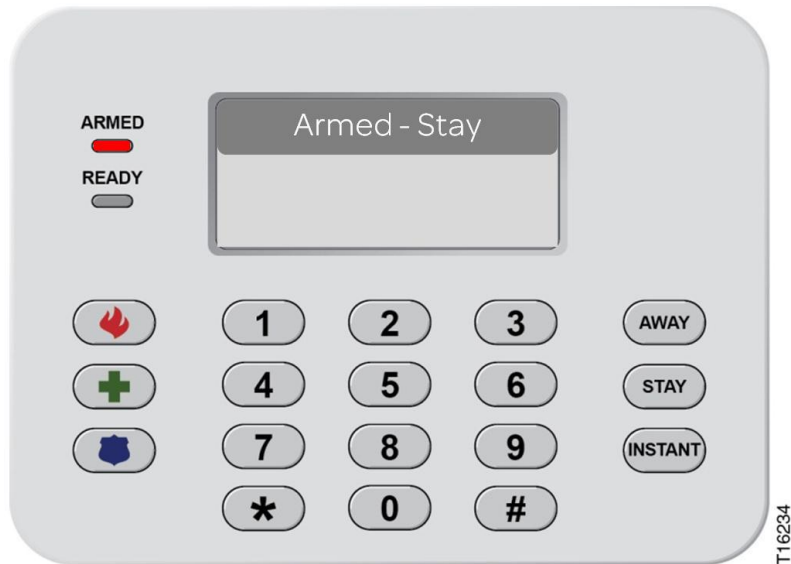 ARMED
READY
Armed - Stay
1 2 3 AWAY
4 5 6 STAY
7 8 9 INSTANT
* 0 #
T16234